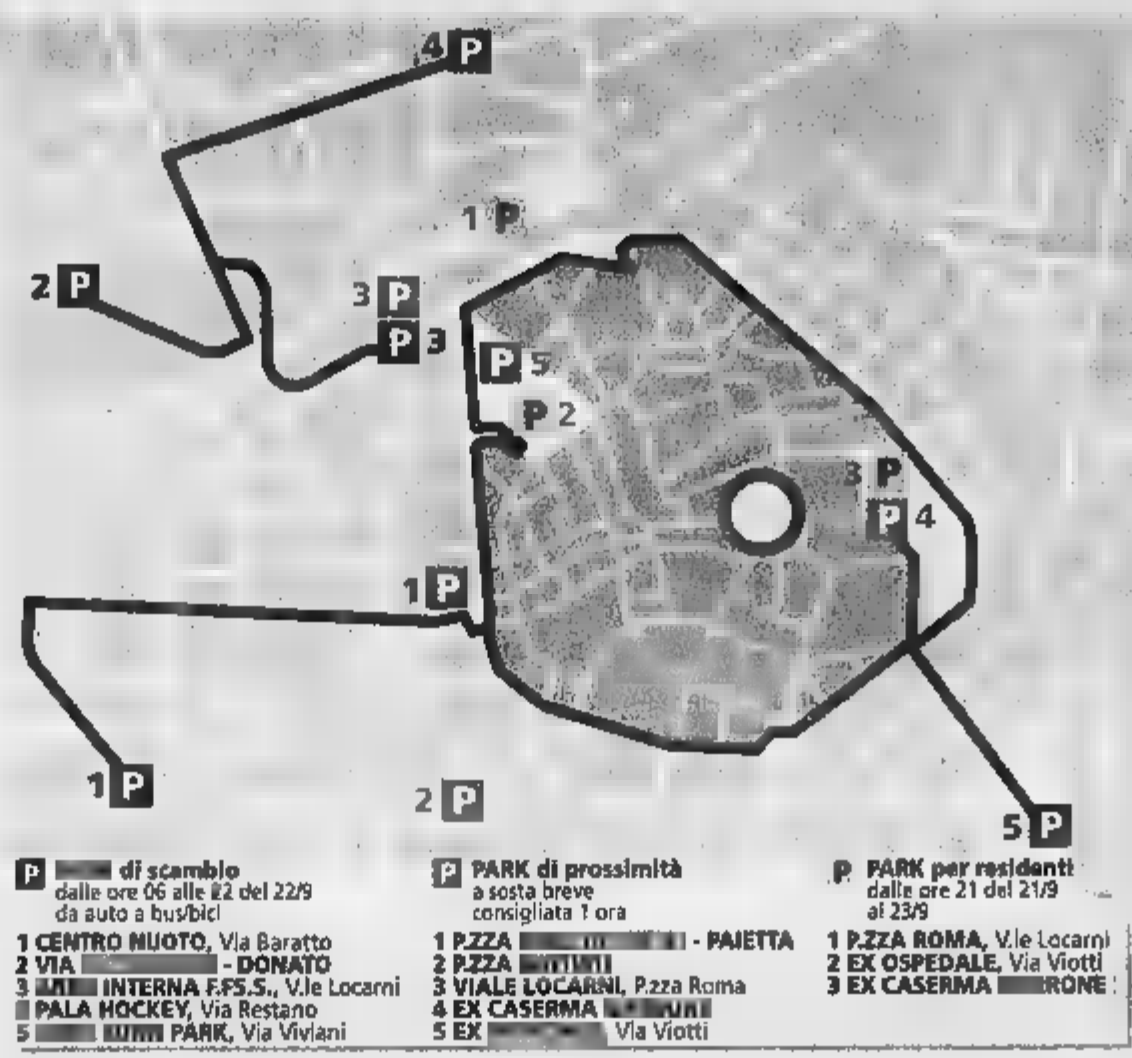 4 P
1 P
2 P
3 P
P 3
P 5
P 2
3 P
P 4
1 P
1 P
2 P
5 P
P di scambio
dalle ore 06 alle 22 del 22/9
da auto a bus/bici
1 CENTRO NUOTO, Via Baratto
2 VIA - DONATO
3 INTERNA F.FS.S., V.le Locarni
PALA HOCKEY, Via Restano
5 PARK, Via Viviani
P PARK di prossimità
a sosta breve
consigliata 1 ora
1 P.ZZA - PAIETTA
2 P.ZZA
3 VIALE LOCARNI, P.zza Roma
4 EX CASERMA
5 EX Via Viotti
P PARK per residenti
dalle ore 21 del 21/9
al 23/9
1 P.ZZA ROMA, V.le Locarni
2 EX OSPEDALE, Via Viotti
3 EX CASERMA